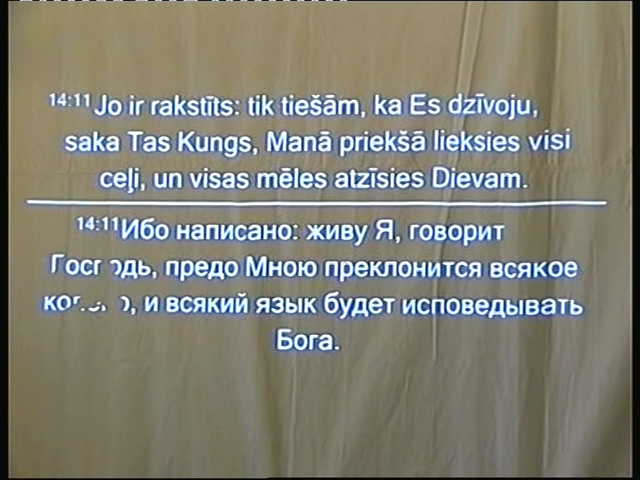 14:11 Jo ir rakstīts: tik tiešām, ka Es dzīvoju,
saka Tas Kungs, Manā priekšā lieksies visi
ceļi, un visas mēles atzīsies Dievam.
14:11 Ибо написано: живу Я, говорит
Господь, предо Мною преклонится всякое
и всякий язык будет исповедывать
Бога.